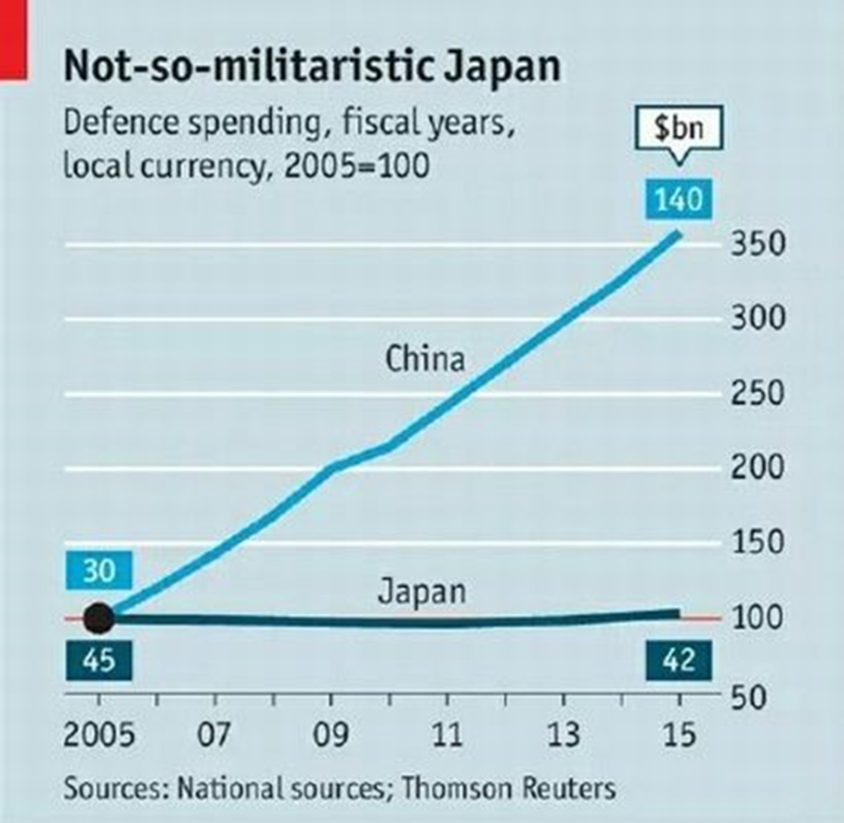 Not-so-militaristic Japan
Defence spending, fiscal years,
local currency, 2005=100
$bn
140
350
300
China
250
200
150
30
Japan
100
45
42
50
2005 07 09 11 13 15
Sources: National sources; Thomson Reuters